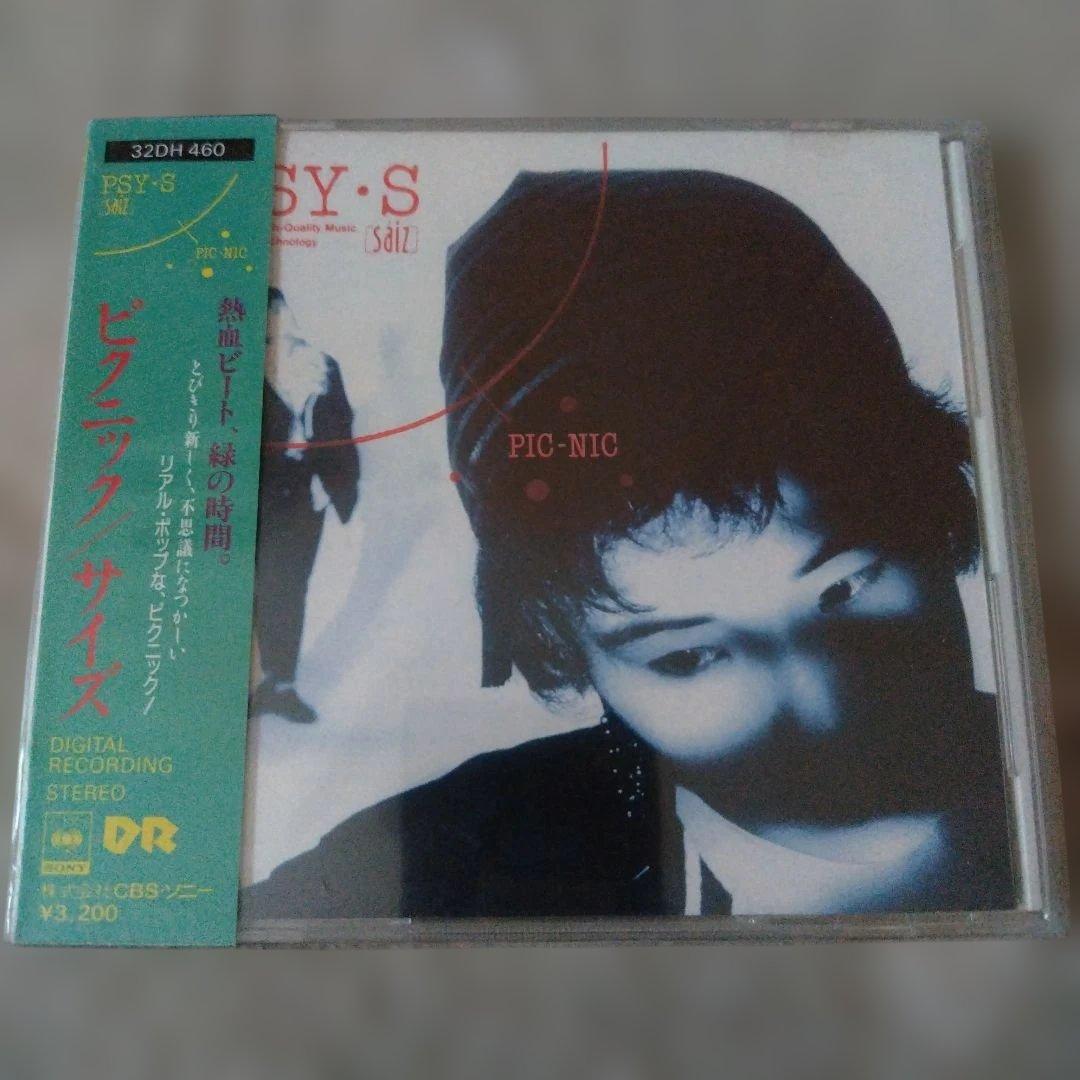 32DH 460
PSY・S
[saiz]
PIC-NIC
熱血ビート、緑の時間。
とびきり新しく、不思議になつかしい
リアル・ポップな、ピクニック!
ピクニック/サイズ
DIGITAL
RECORDING
STEREO
SONY
DR
株式会社CBS・ソニー
¥3,200
SY・S
-Quality Music
[saiz]
PIC-NIC